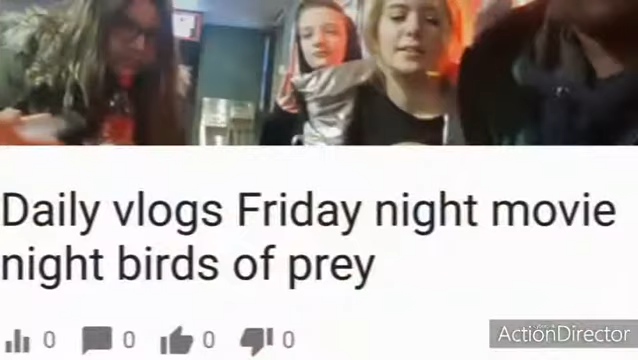 Daily vlogs Friday night movie
night birds of prey
0 0 0 0
ActionDirector